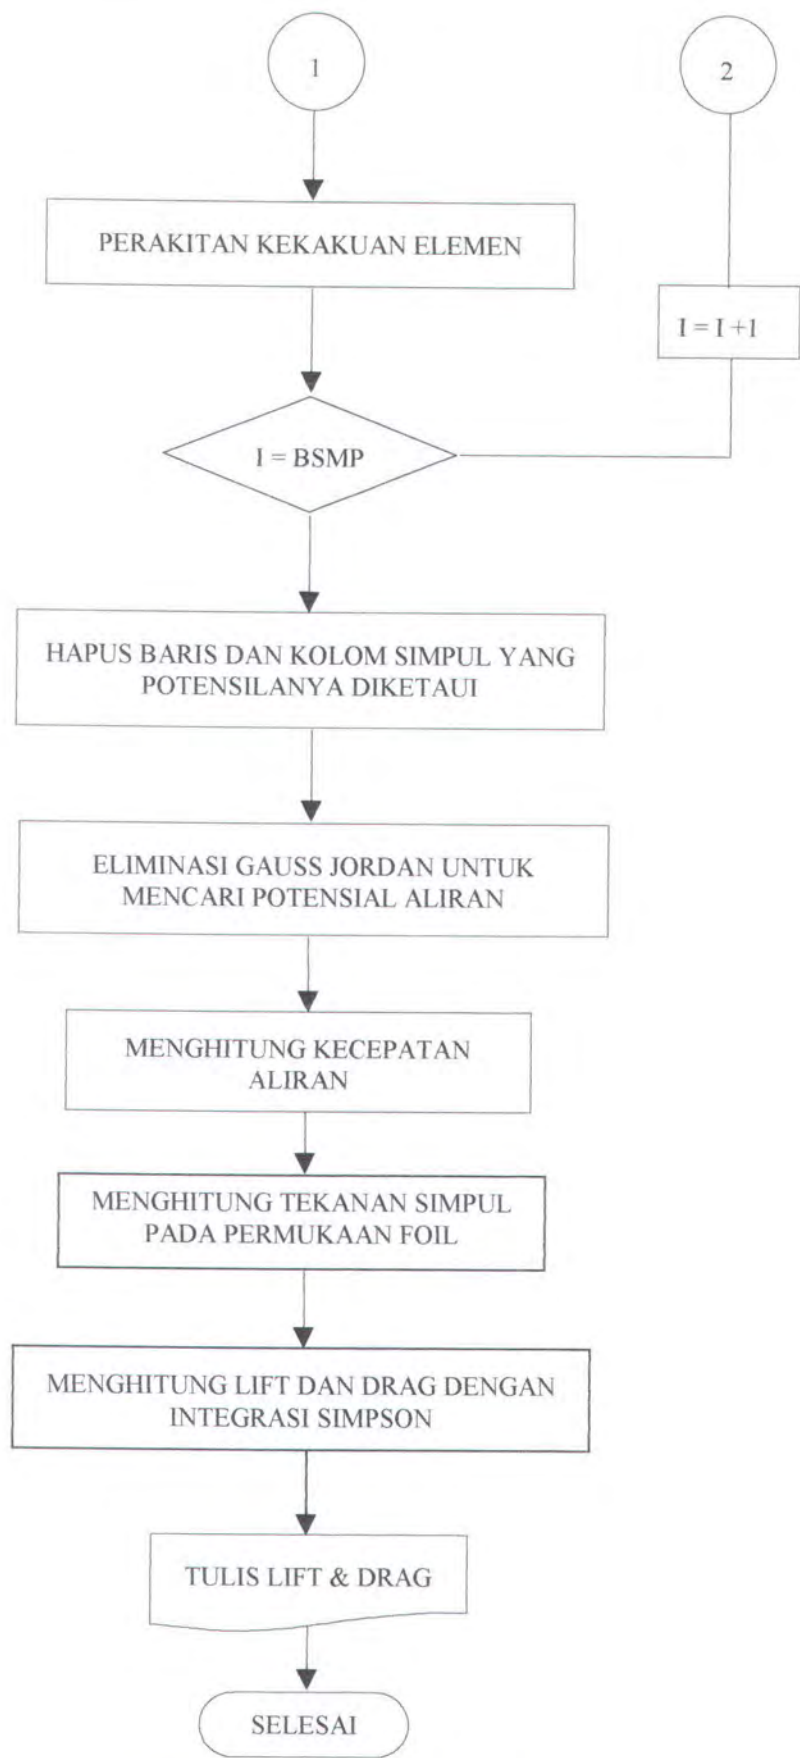 1
2
PERAKITAN KEKAKUAN ELEMEN
I = I +1
I = BSMP
HAPUS BARIS DAN KOLOM SIMPUL YANG
POTENSILANYA DIKETAUI
ELIMINASI GAUSS JORDAN UNTUK
MENCARI POTENSIAL ALIRAN
MENGHITUNG KECEPATAN
ALIRAN
MENGHITUNG TEKANAN SIMPUL
PADA PERMUKAAN FOIL
MENGHITUNG LIFT DAN DRAG DENGAN
INTEGRASI SIMPSON
TULIS LIFT & DRAG
SELESAI